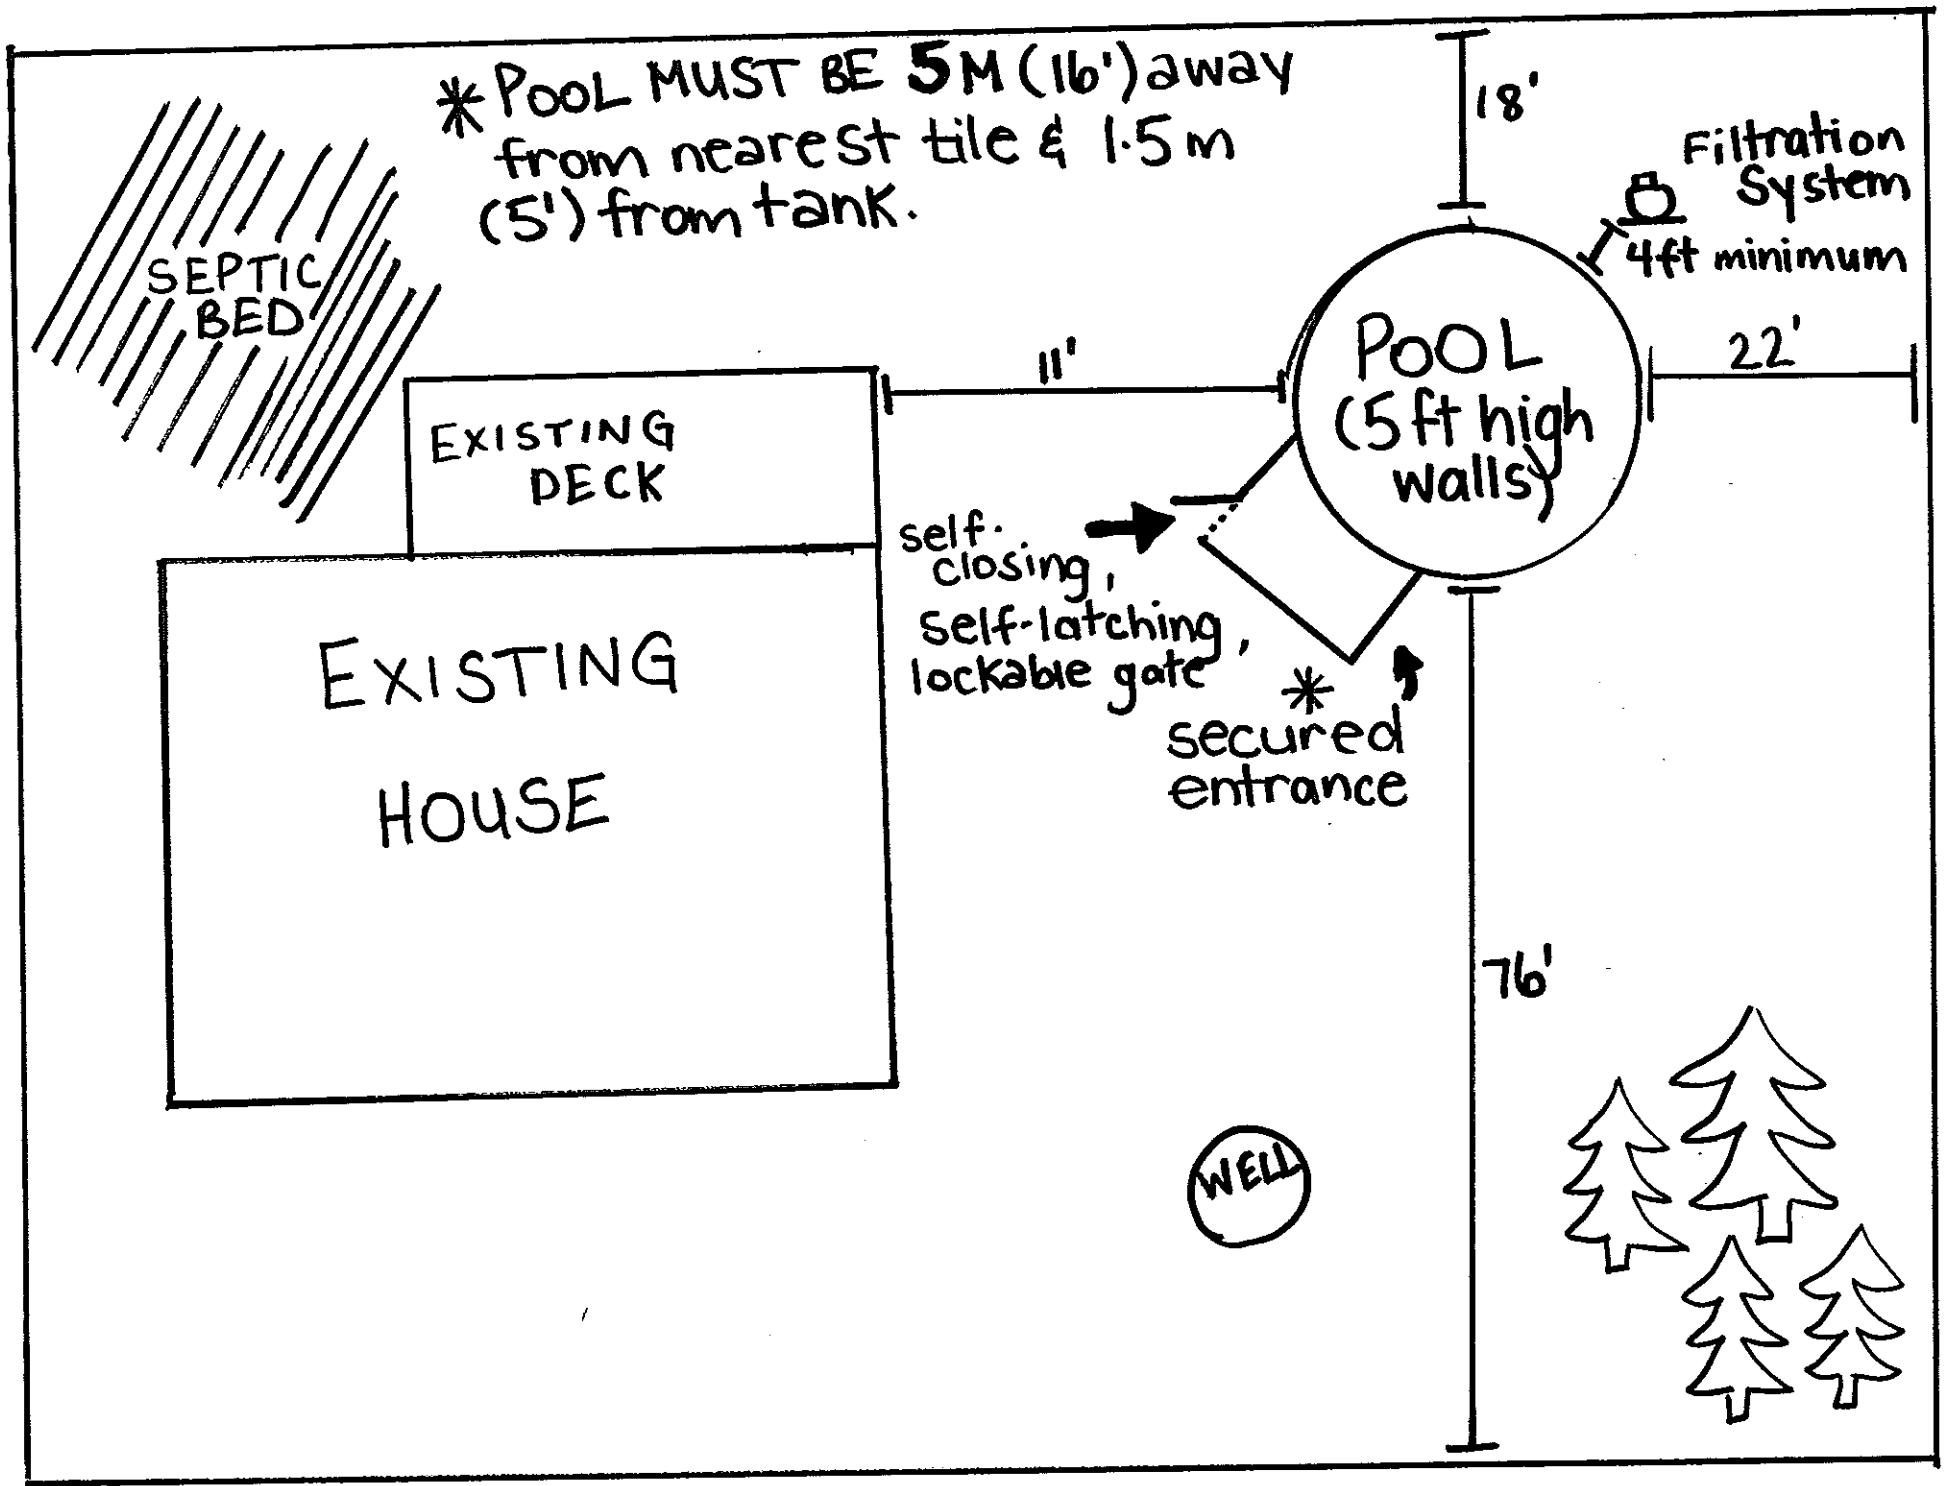 * POOL MUST BE 5M (16') away
from nearest tile & 1.5m
(5') from tank.
18'
Filtration
System
4ft minimum
SEPTIC
BED
11'
22'
POOL
(5ft high
walls)
EXISTING
DECK
self-
closing,
self-latching,
lockable gate
* secured
entrance
EXISTING
HOUSE
76'
WELL